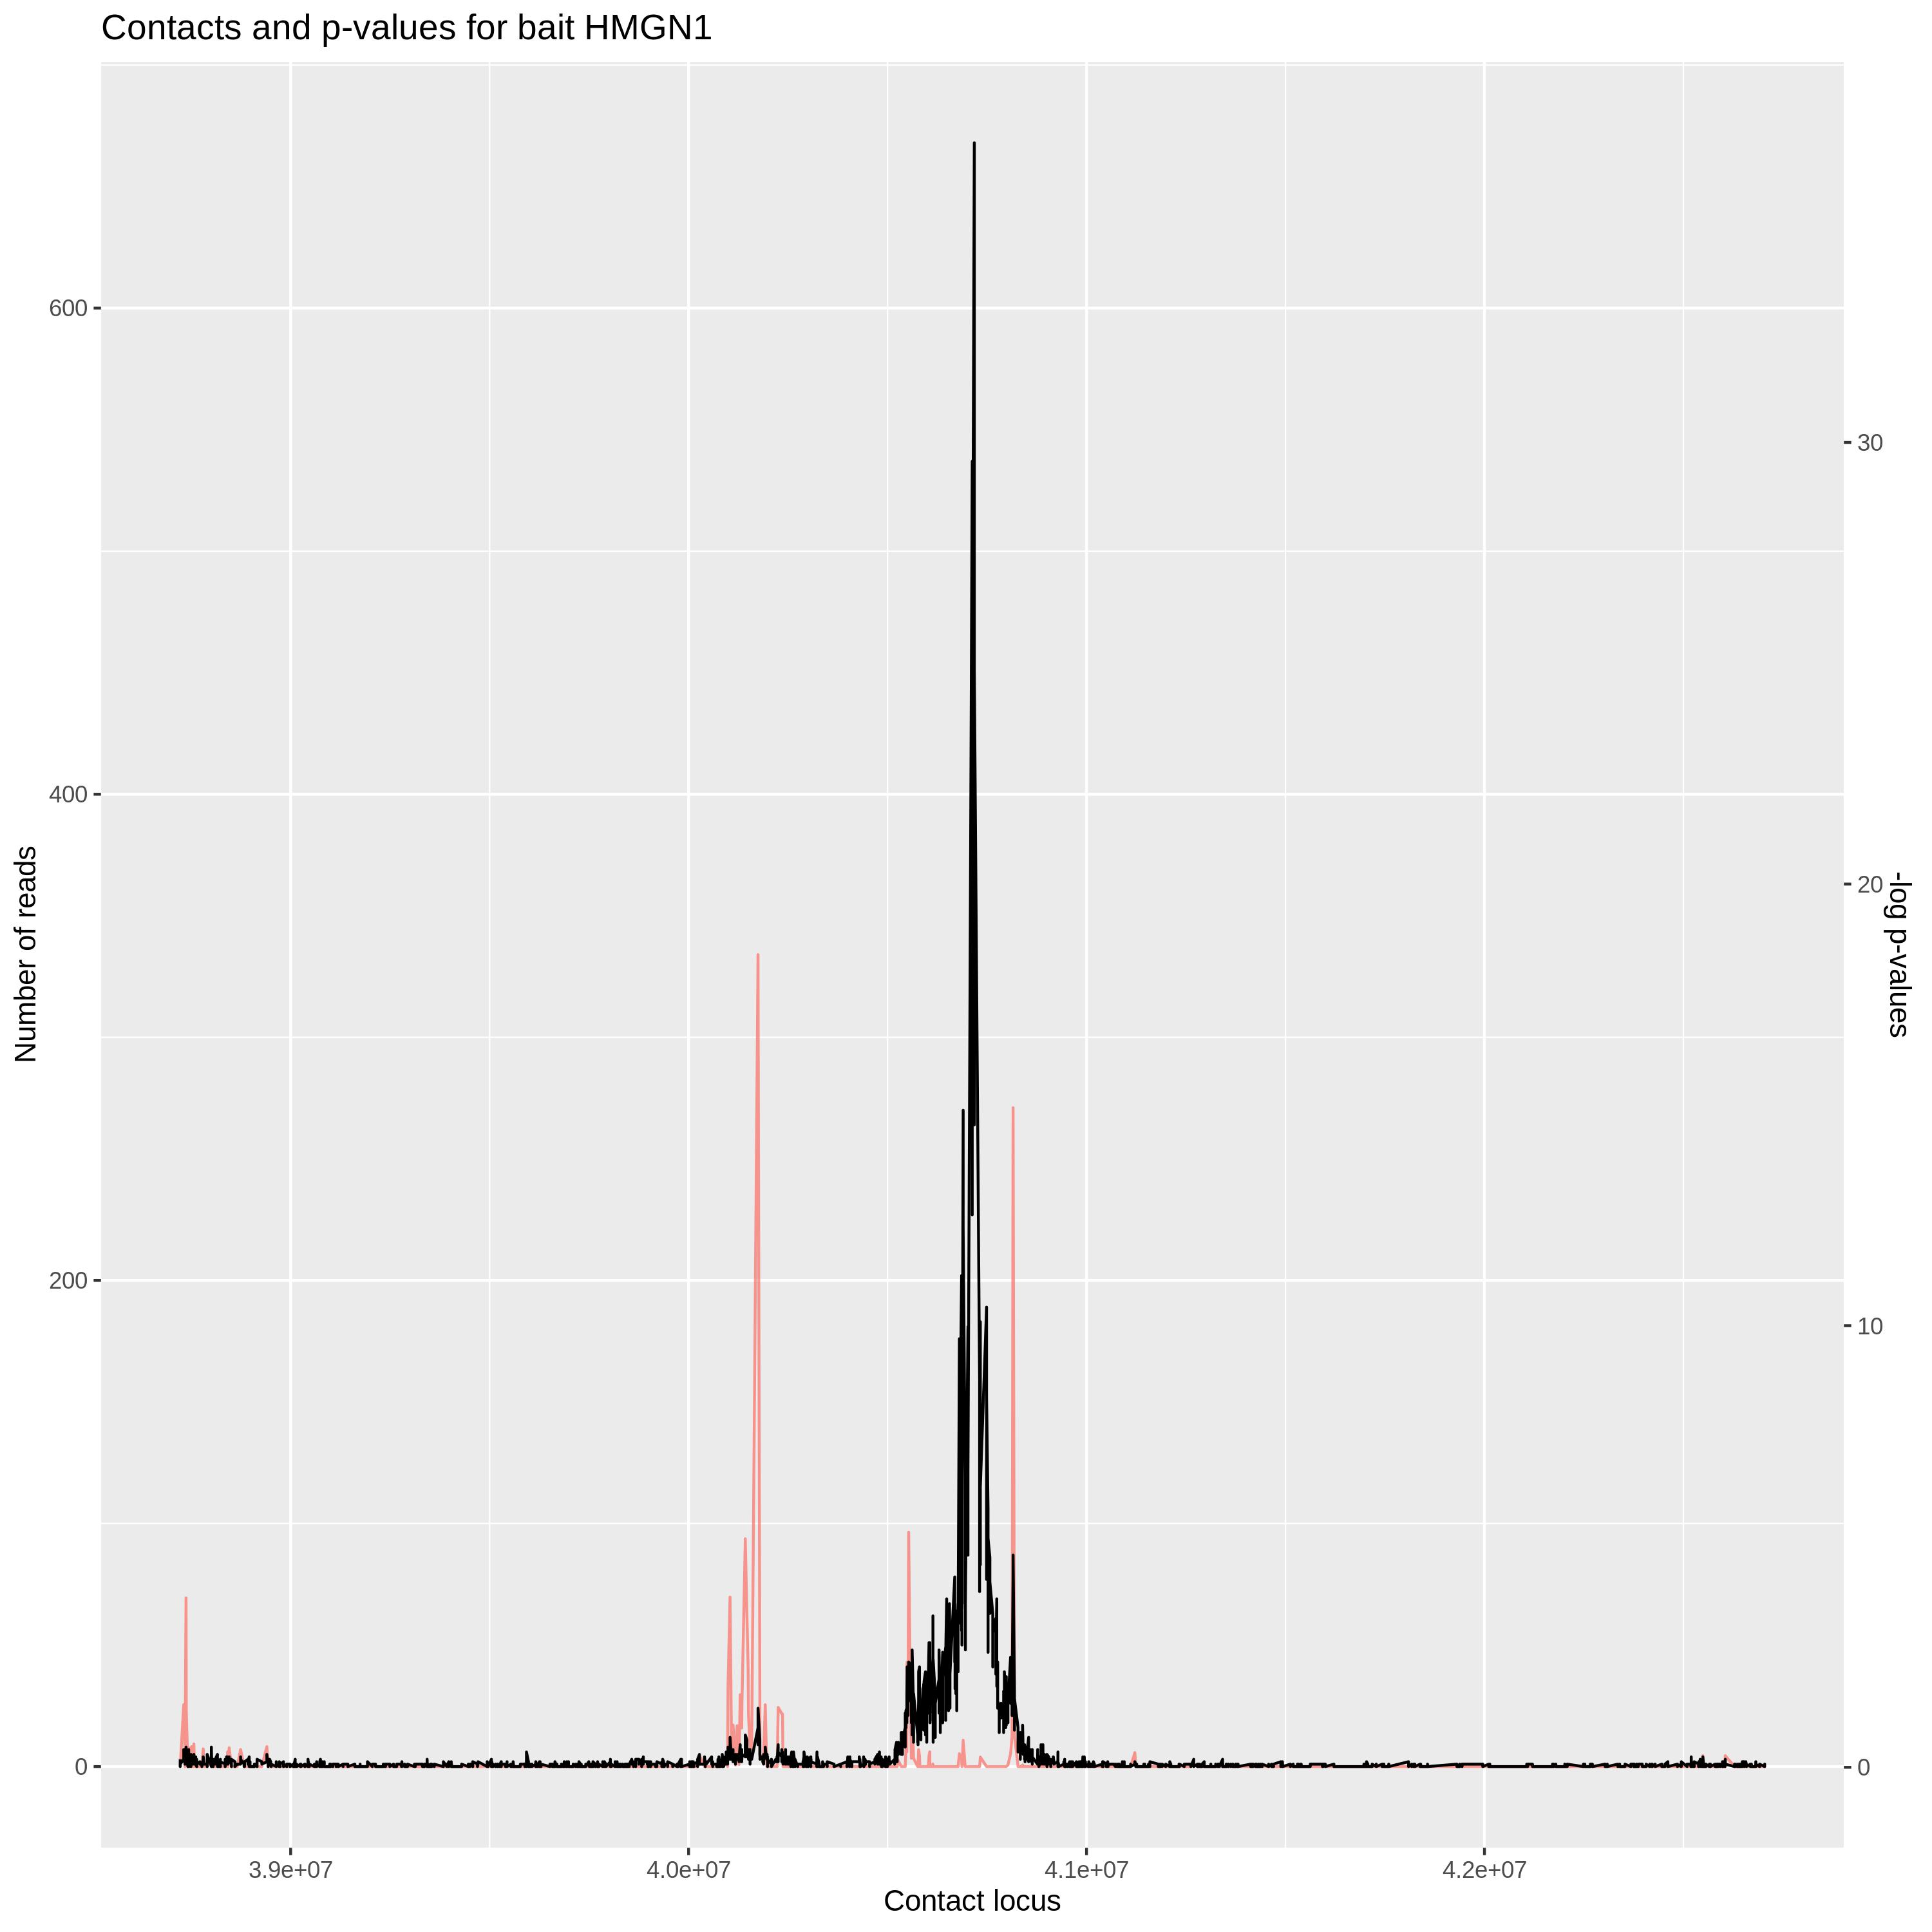 Contacts and p-values for bait HMGN1
600
400
200
0
Number of reads
30
20
10
0
-log p-values
3.9e+07
4.0e+07
4.1e+07
4.2e+07
Contact locus